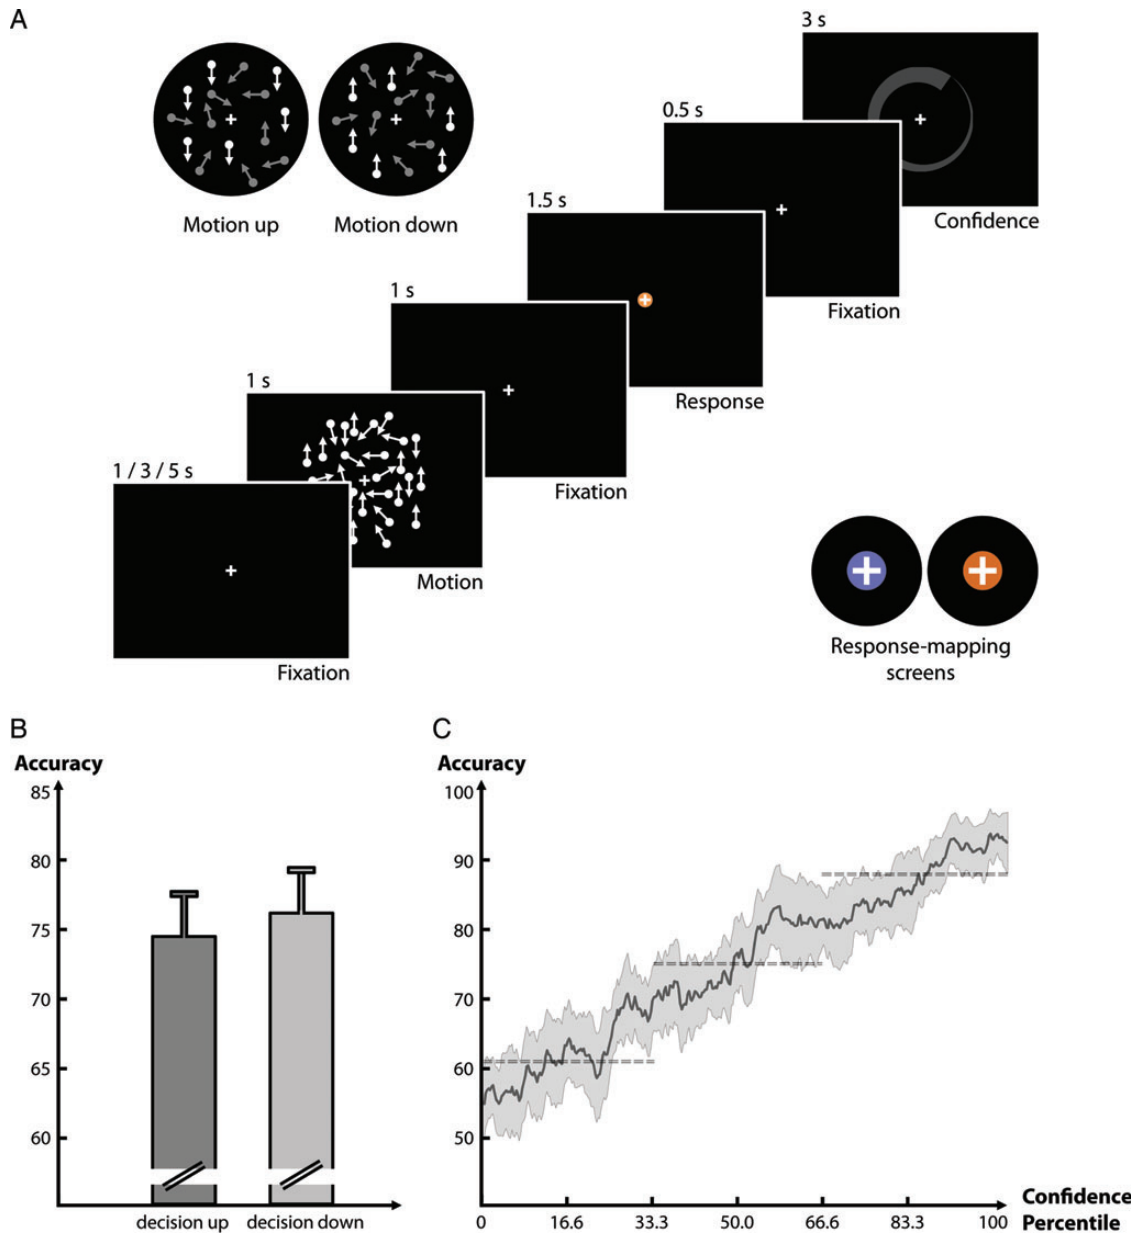 A
3 s
0.5 s
1.5 s
1 s
1 s
1 / 3 / 5 s
Motion up
Motion down
Confidence
Fixation
Response
Fixation
Motion
Fixation
Response-mapping
screens
B
Accuracy
85
80
75
70
65
60
decision up
decision down
C
Accuracy
100
90
80
70
60
50
0
16.6
33.3
50.0
66.6
83.3
100
Confidence
Percentile